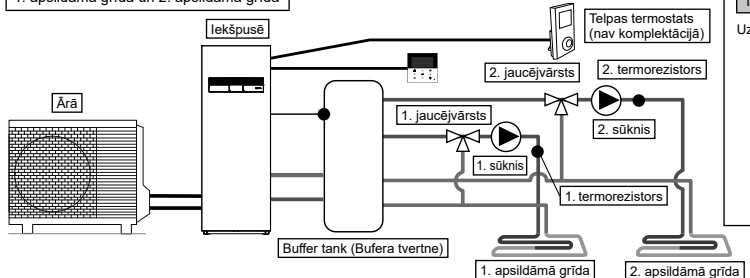 1. apsildāmā grīda un 2. apsildāmā grīda
Uz
Iekšpusē
Telpas termostats
(nav komplektācijā)
2. jaucējvārsts
2. termorezistors
Ārā
1. jaucējvārsts
2. sūknis
1. sūknis
1. termorezistors
Buffer tank (Bufera tvertne)
1. apsildāmā grīda
2. apsildāmā grīda